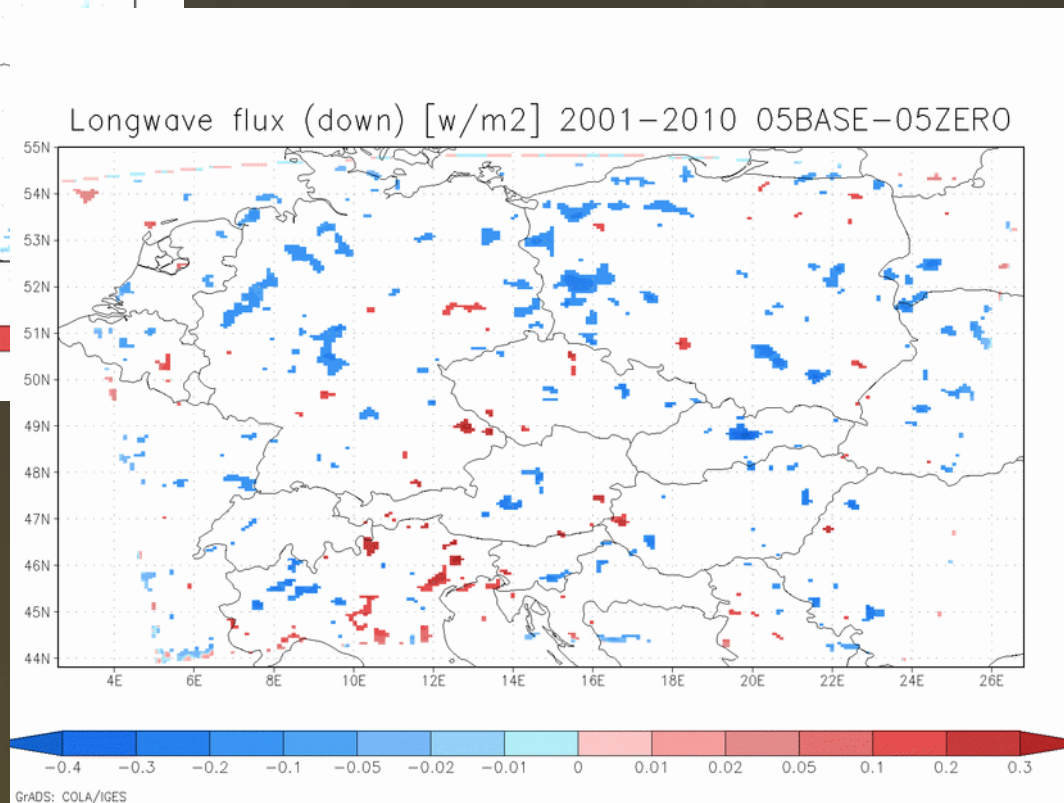 Longwave flux (down) [w/m2] 2001−2010 05BASE−05ZERO
55N
54N
53N
52N
51N
50N
49N
48N
47N
46N
45N
44N
4E 6E 8E 10E 12E 14E 16E 18E 20E 22E 24E 26E
−0.4 −0.3 −0.2 −0.1 −0.05 −0.02 −0.01 0 0.01 0.02 0.05 0.1 0.2 0.3
GrADS: COLA/IGES